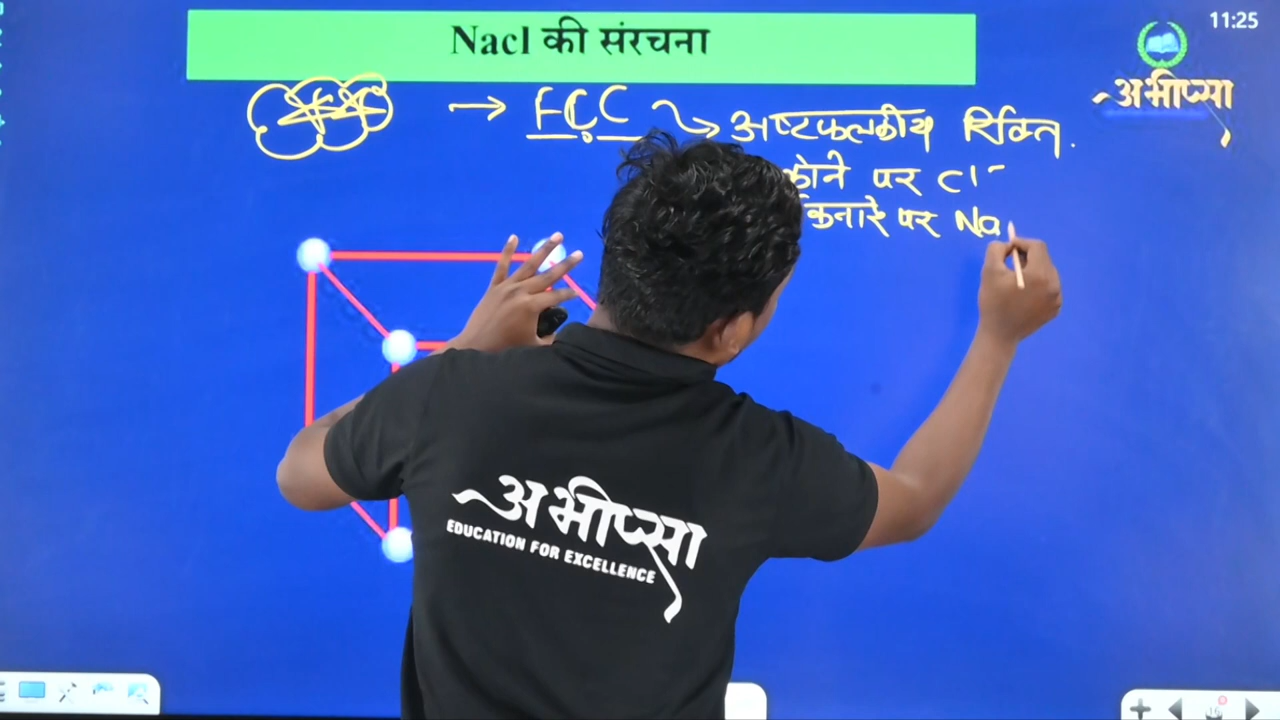 11:25
Nacl की संरचना
अभीप्सा
→ FCC → अष्टफलकीय रिक्ति.
कोने पर cl⁻
किनारे पर Na
अभीप्सा
EDUCATION FOR EXCELLENCE